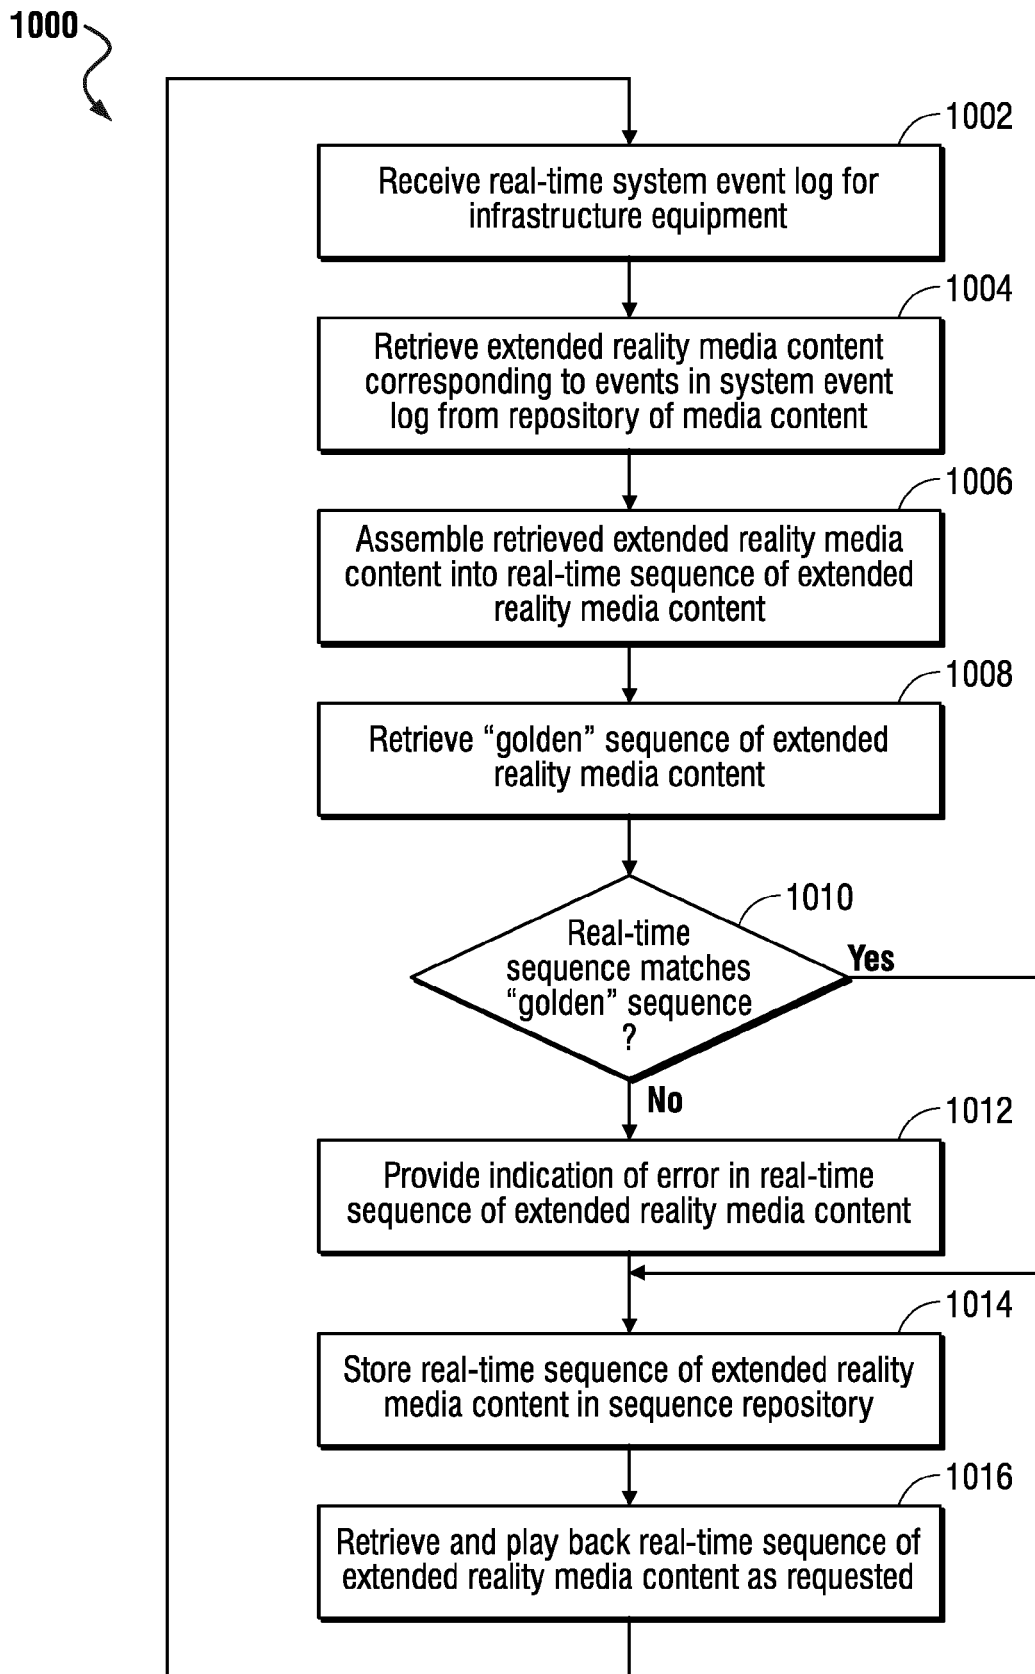 1000
1002
Receive real-time system event log for
infrastructure equipment
1004
Retrieve extended reality media content
corresponding to events in system event
log from repository of media content
1006
Assemble retrieved extended reality media
content into real-time sequence of extended
reality media content
1008
Retrieve “golden” sequence of extended
reality media content
1010
Real-time
sequence matches
“golden” sequence
?
Yes
No
1012
Provide indication of error in real-time
sequence of extended reality media content
1014
Store real-time sequence of extended reality
media content in sequence repository
1016
Retrieve and play back real-time sequence of
extended reality media content as requested